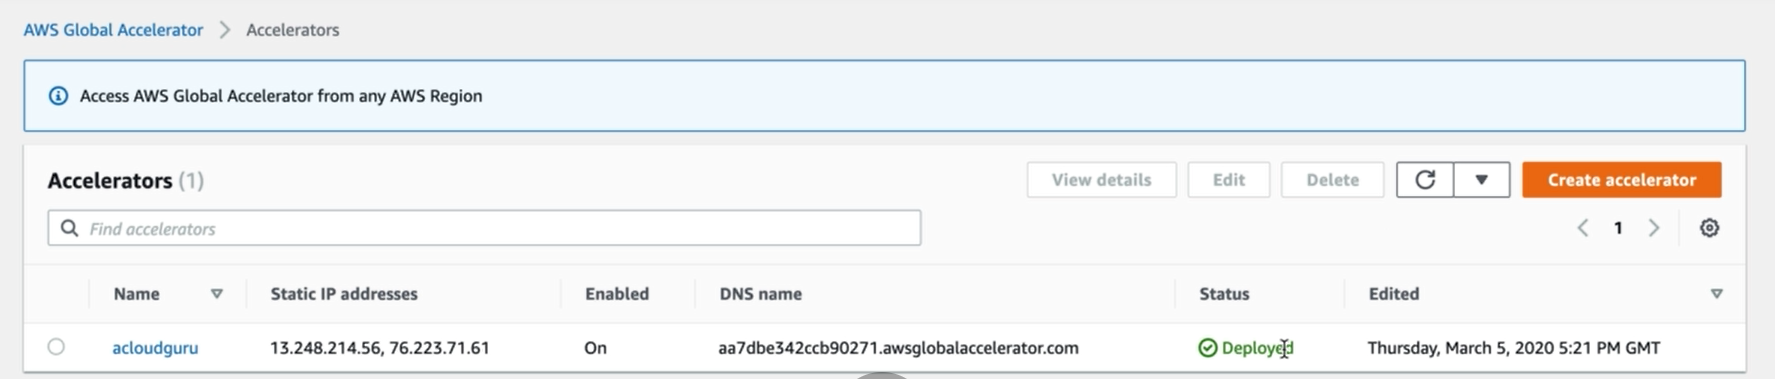 AWS Global Accelerator > Accelerators
Access AWS Global Accelerator from any AWS Region
Accelerators (1) View details Edit Delete Create accelerator
Find accelerators 1
Name Static IP addresses Enabled DNS name Status Edited
acloudguru 13.248.214.56, 76.223.71.61 On aa7dbe342ccb90271.awsglobalaccelerator.com Deployed Thursday, March 5, 2020 5:21 PM GMT